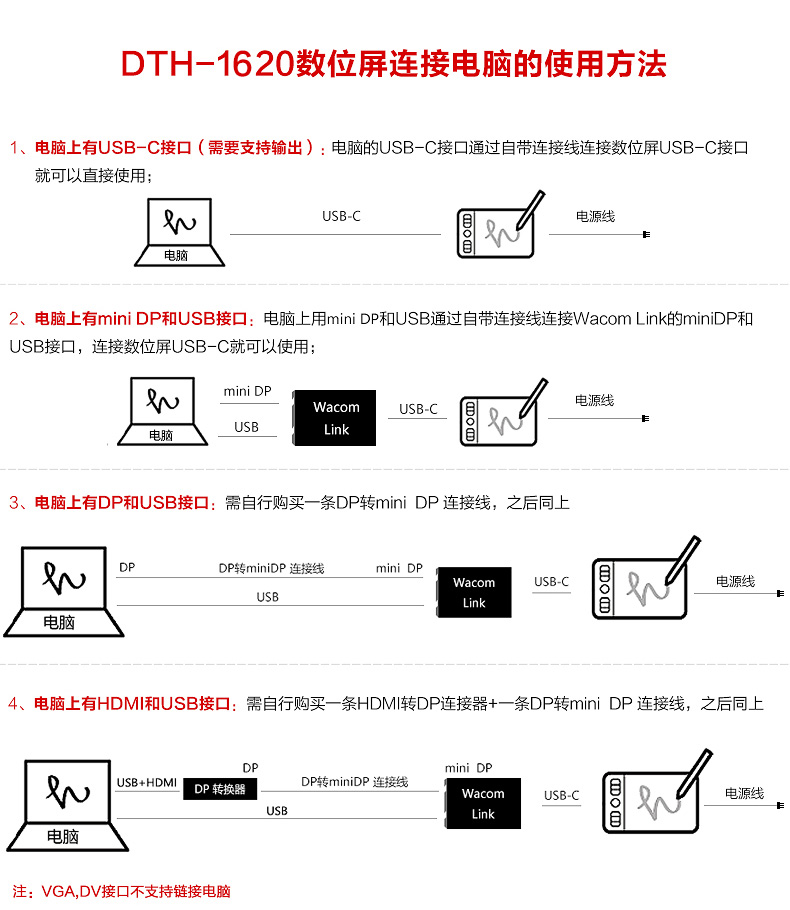 DTH-1620数位屏连接电脑的使用方法
1、电脑上有USB-C接口（需要支持输出）: 电脑的USB-C接口通过自带连接线连接数位屏USB-C接口
就可以直接使用；
电脑
USB-C
电源线
2、电脑上有mini DP和USB接口：电脑上用mini DP和USB通过自带连接线连接Wacom Link的miniDP和
USB接口，连接数位屏USB-C就可以使用；
电脑
mini DP
USB
Wacom
Link
USB-C
电源线
3、电脑上有DP和USB接口：需自行购买一条DP转mini DP 连接线，之后同上
电脑
DP
DP转miniDP 连接线
mini DP
USB
Wacom
Link
USB-C
电源线
4、电脑上有HDMI和USB接口：需自行购买一条HDMI转DP连接器+一条DP转mini DP 连接线，之后同上
电脑
USB+HDMI
DP 转换器
DP
DP转miniDP 连接线
mini DP
USB
Wacom
Link
USB-C
电源线
注：VGA,DV接口不支持链接电脑